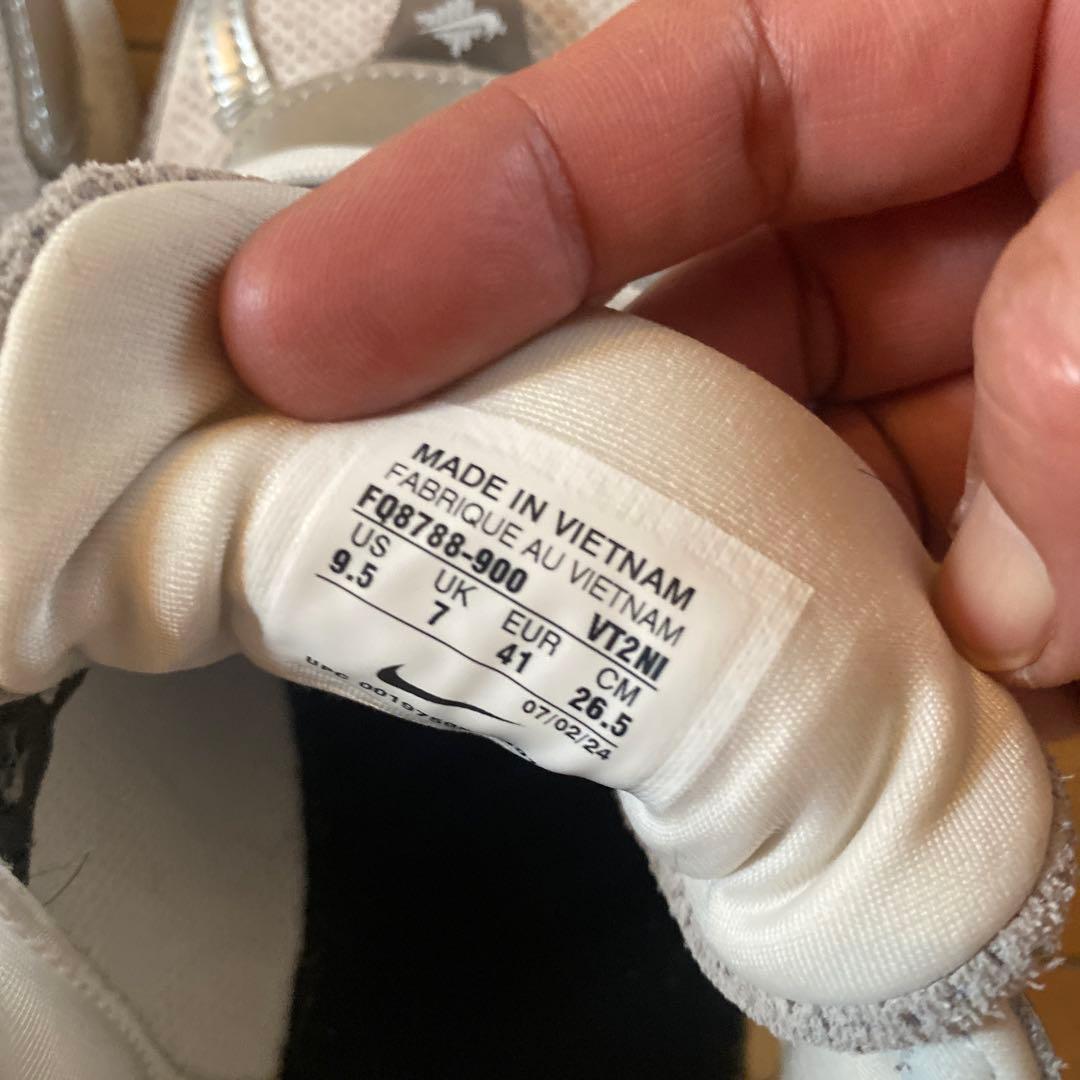 MADE IN VIETNAM
FABRIQUE AU VIETNAM
FQ8788-900 VT2NI
US UK EUR CM
9.5 7 41 26.5
07/02/24
UPC